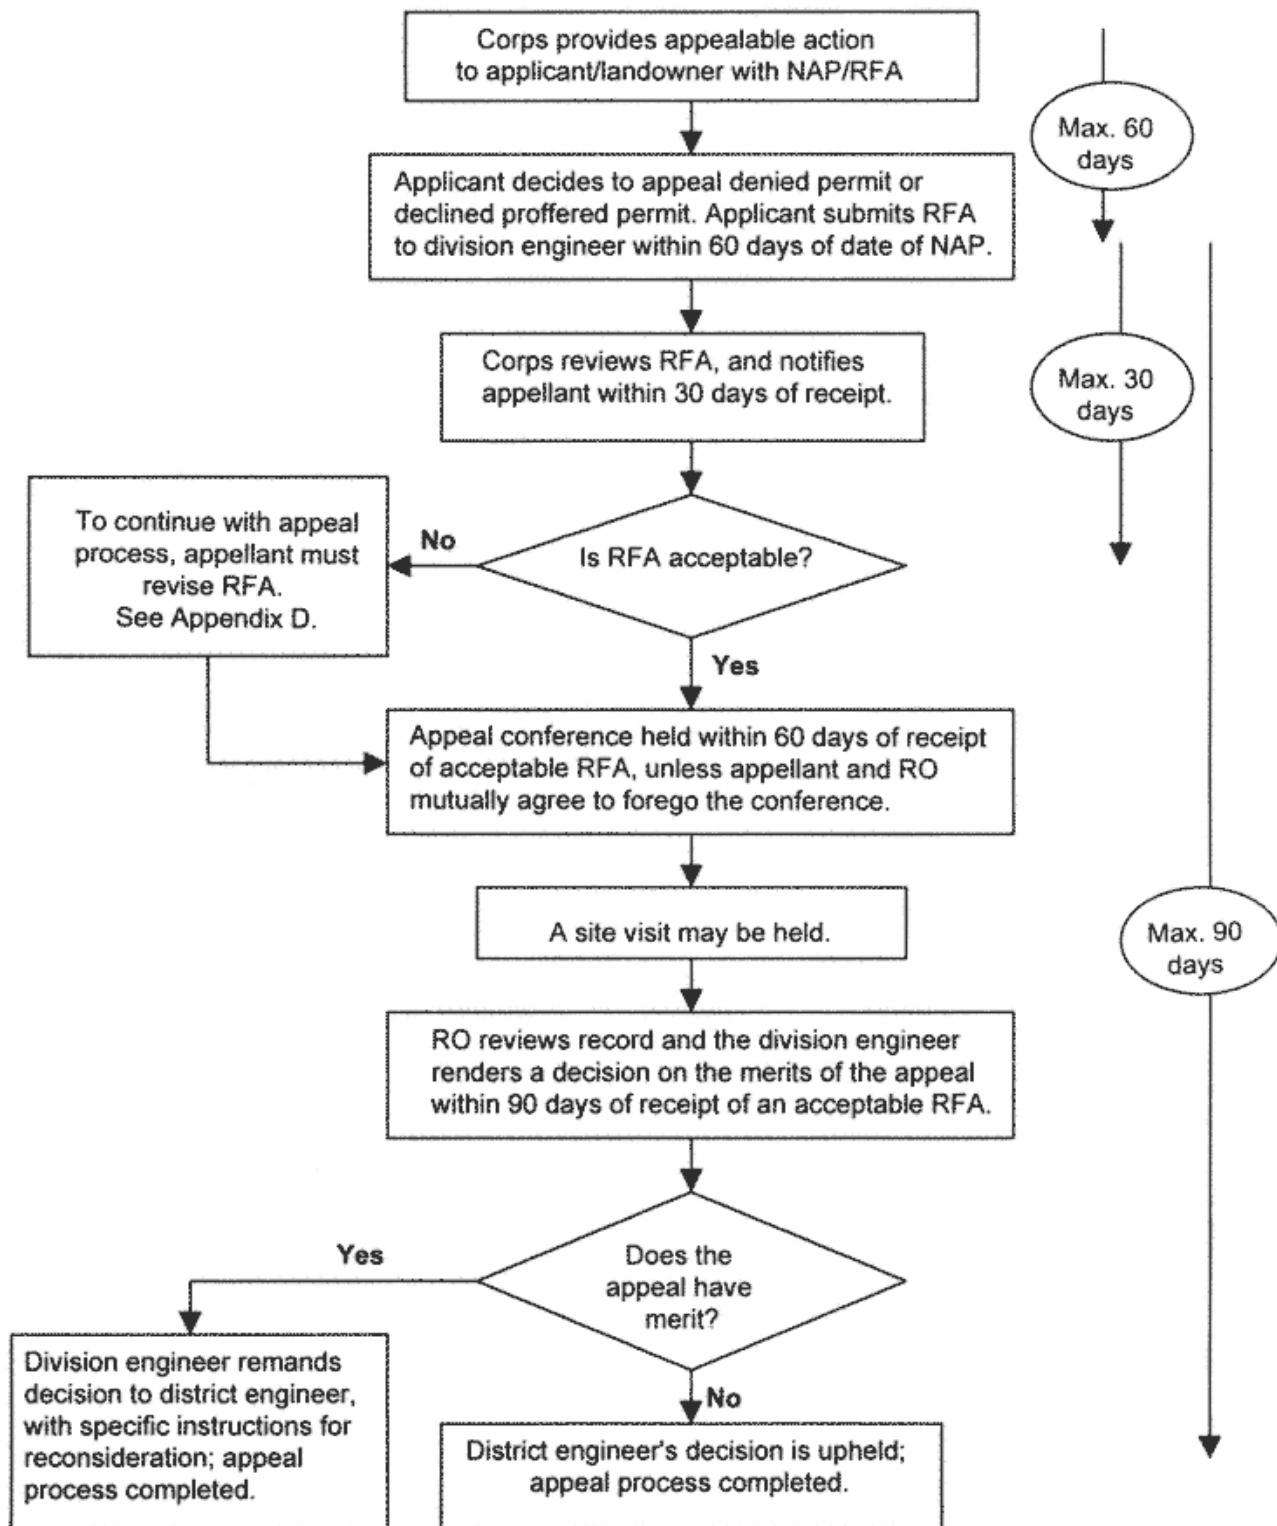 Corps provides appealable action
to applicant/landowner with NAP/RFA
Max. 60
days
Applicant decides to appeal denied permit or
declined proffered permit. Applicant submits RFA
to division engineer within 60 days of date of NAP.
Corps reviews RFA, and notifies
appellant within 30 days of receipt.
Max. 30
days
To continue with appeal
process, appellant must
revise RFA.
See Appendix D.
No
Is RFA acceptable?
Yes
Appeal conference held within 60 days of receipt
of acceptable RFA, unless appellant and RO
mutually agree to forego the conference.
A site visit may be held.
Max. 90
days
RO reviews record and the division engineer
renders a decision on the merits of the appeal
within 90 days of receipt of an acceptable RFA.
Yes
Does the
appeal have
merit?
Division engineer remands
decision to district engineer,
with specific instructions for
reconsideration; appeal
process completed.
No
District engineer's decision is upheld;
appeal process completed.